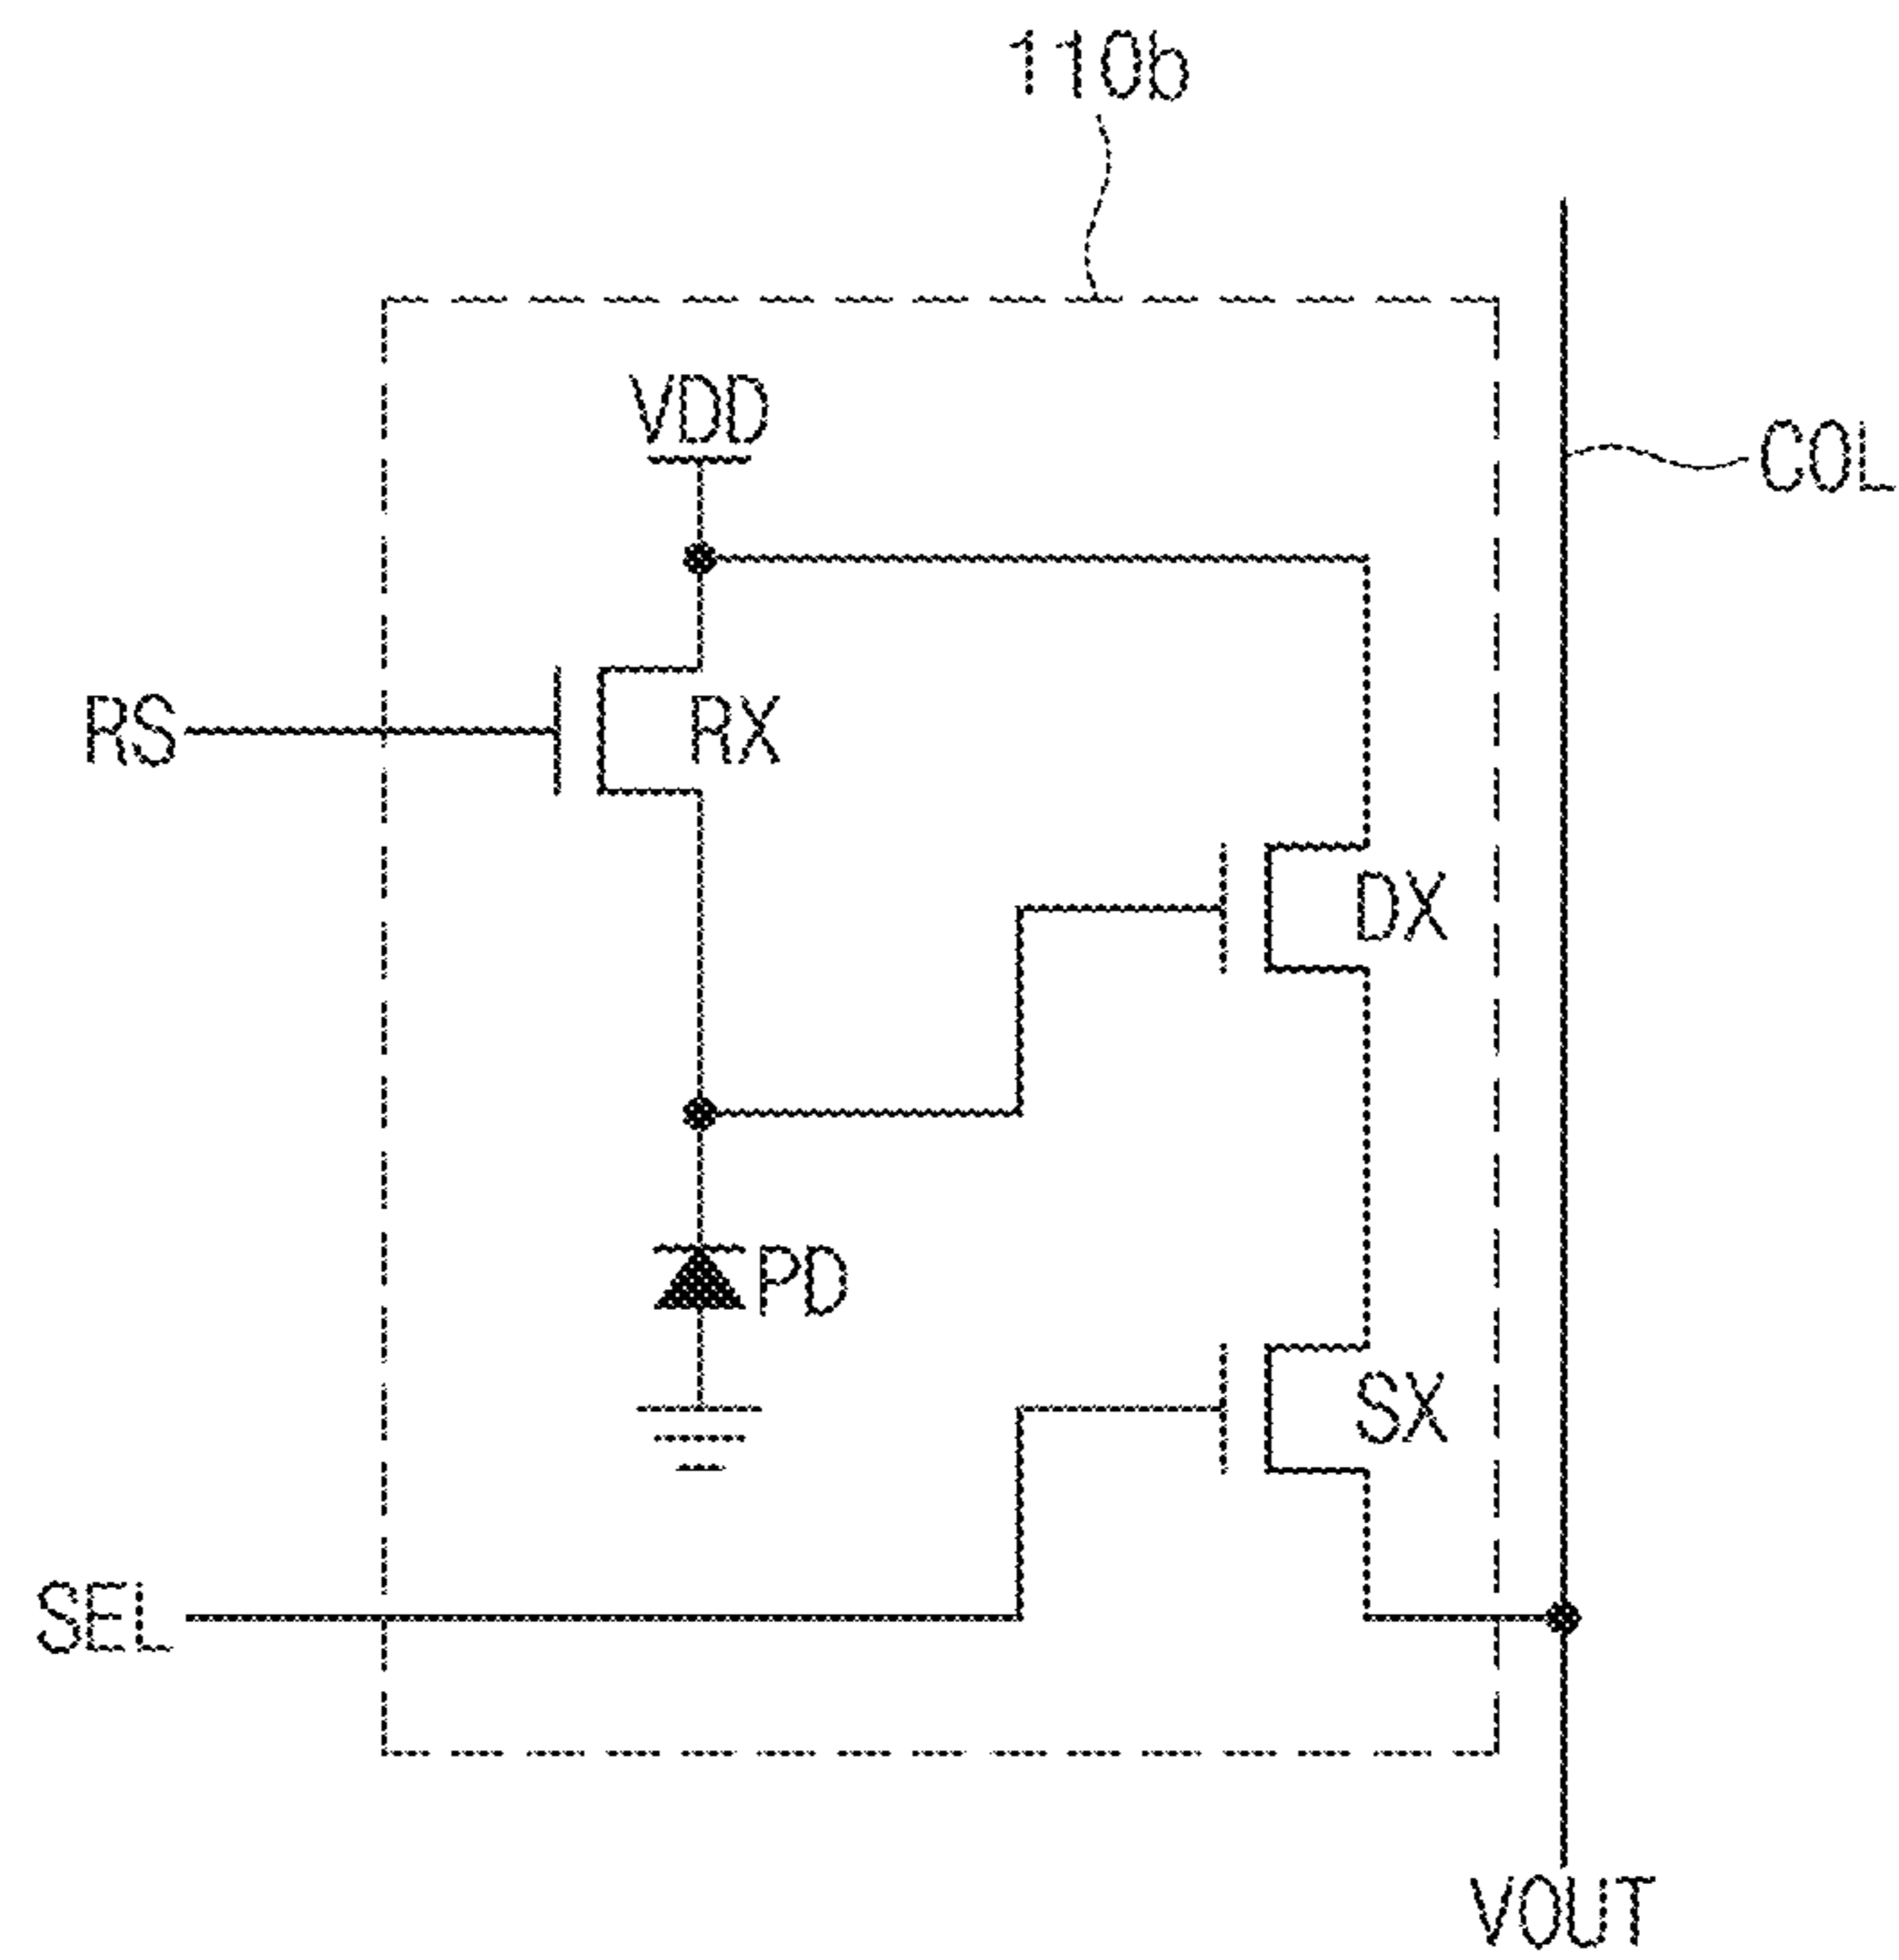 110b
VDD
COL
RS
RX
DX
PD
SX
SEL
VOUT